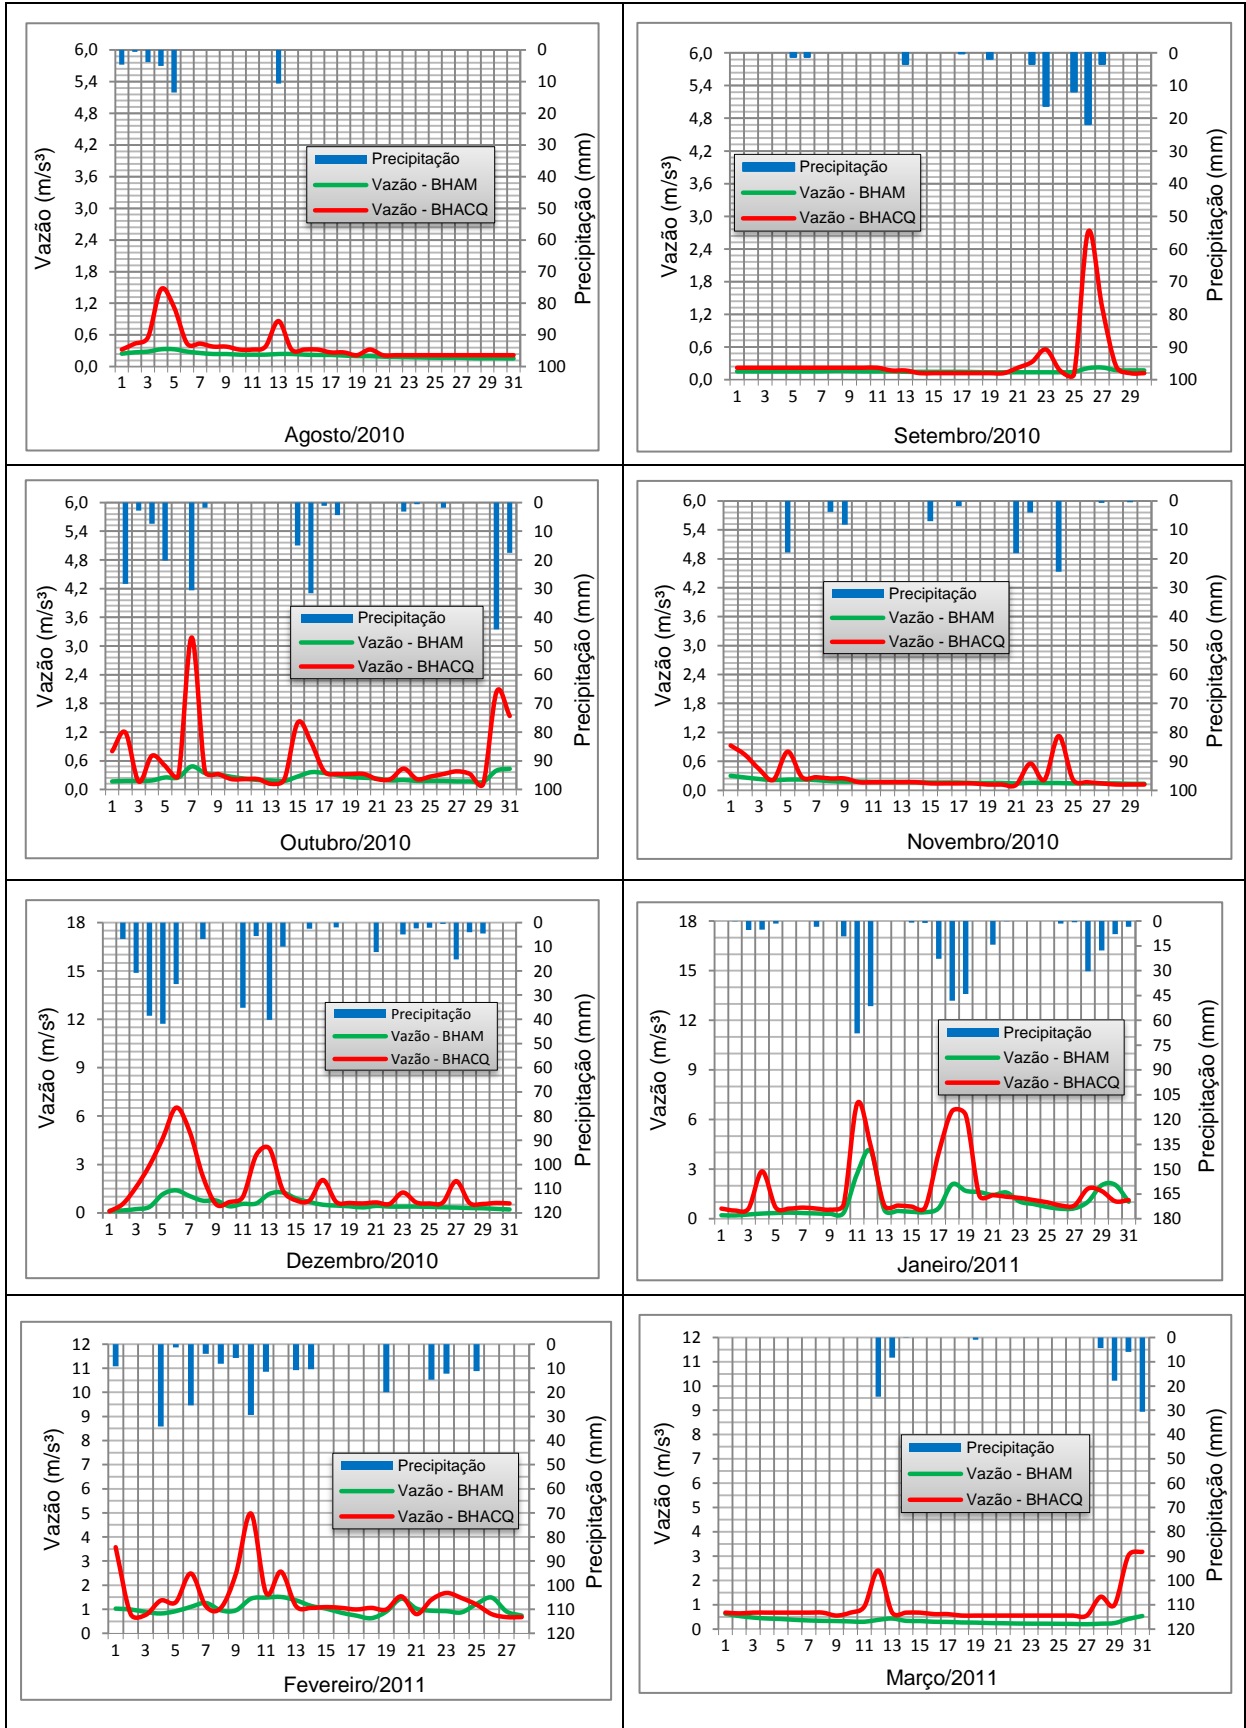 6,0 0
5,4 10
4,8 20
4,2 30
3,6 40
3,0 50
2,4 60
1,8 70
1,2 80
0,6 90
0,0 100
Vazão (m/s³)
Precipitação (mm)
Precipitação
Vazão - BHAM
Vazão - BHACQ
1 3 5 7 9 11 13 15 17 19 21 23 25 27 29 31
Agosto/2010
6,0 0
5,4 10
4,8 20
4,2 30
3,6 40
3,0 50
2,4 60
1,8 70
1,2 80
0,6 90
0,0 100
Vazão (m/s³)
Precipitação (mm)
Precipitação
Vazão - BHAM
Vazão - BHACQ
1 3 5 7 9 11 13 15 17 19 21 23 25 27 29
Setembro/2010
6,0 0
5,4 10
4,8 20
4,2 30
3,6 40
3,0 50
2,4 60
1,8 70
1,2 80
0,6 90
0,0 100
Vazão (m/s³)
Precipitação (mm)
Precipitação
Vazão - BHAM
Vazão - BHACQ
1 3 5 7 9 11 13 15 17 19 21 23 25 27 29 31
Outubro/2010
6,0 0
5,4 10
4,8 20
4,2 30
3,6 40
3,0 50
2,4 60
1,8 70
1,2 80
0,6 90
0,0 100
Vazão (m/s³)
Precipitação (mm)
Precipitação
Vazão - BHAM
Vazão - BHACQ
1 3 5 7 9 11 13 15 17 19 21 23 25 27 29
Novembro/2010
18 0
10
15 20
30
12 40
50
9 60
70
6 80
90
3 100
110
0 120
Vazão (m/s³)
Precipitação (mm)
Precipitação
Vazão - BHAM
Vazão - BHACQ
1 3 5 7 9 11 13 15 17 19 21 23 25 27 29 31
Dezembro/2010
18 0
15
15 30
45
12 60
75
9 90
105
6 120
135
3 150
165
0 180
Vazão (m/s³)
Precipitação (mm)
Precipitação
Vazão - BHAM
Vazão - BHACQ
1 3 5 7 9 11 13 15 17 19 21 23 25 27 29 31
Janeiro/2011
12 0
11 10
10 20
9 30
8 40
7 50
6 60
5 70
4 80
3 90
2 100
1 110
0 120
Vazão (m/s³)
Precipitação (mm)
Precipitação
Vazão - BHAM
Vazão - BHACQ
1 3 5 7 9 11 13 15 17 19 21 23 25 27
Fevereiro/2011
12 0
11 10
10 20
9 30
8 40
7 50
6 60
5 70
4 80
3 90
2 100
1 110
0 120
Vazão (m/s³)
Precipitação (mm)
Precipitação
Vazão - BHAM
Vazão - BHACQ
1 3 5 7 9 11 13 15 17 19 21 23 25 27 29 31
Março/2011